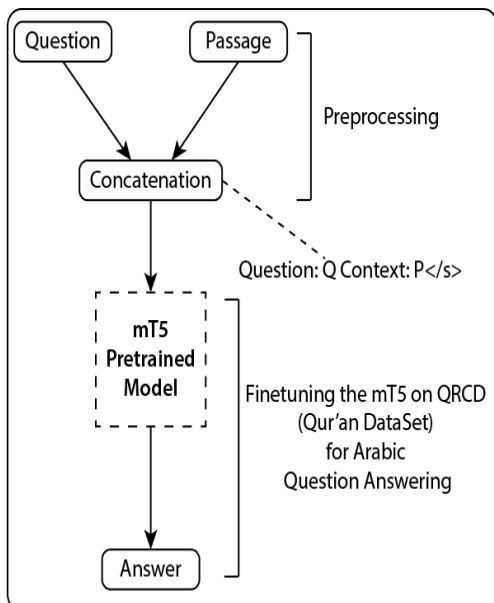 Question
Passage
Preprocessing
Concatenation
Question: Q Context: P</s>
mT5
Pretrained
Model
Finetuning the mT5 on QRCD
(Qur'an DataSet)
for Arabic
Question Answering
Answer